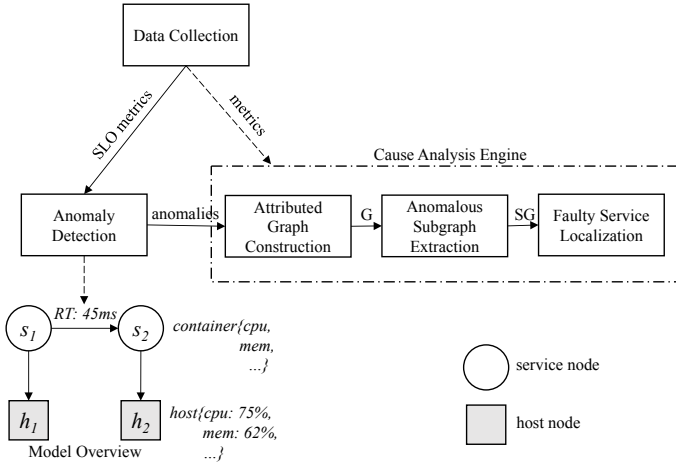 Data Collection
SLO metrics
metrics
Cause Analysis Engine
Anomaly
Detection
anomalies
Attributed
Graph
Construction
G
Anomalous
Subgraph
Extraction
SG
Faulty Service
Localization
RT: 45ms
s1
s2
container{cpu,
mem,
...}
service node
h1
h2
host{cpu: 75%,
mem: 62%,
...}
host node
Model Overview